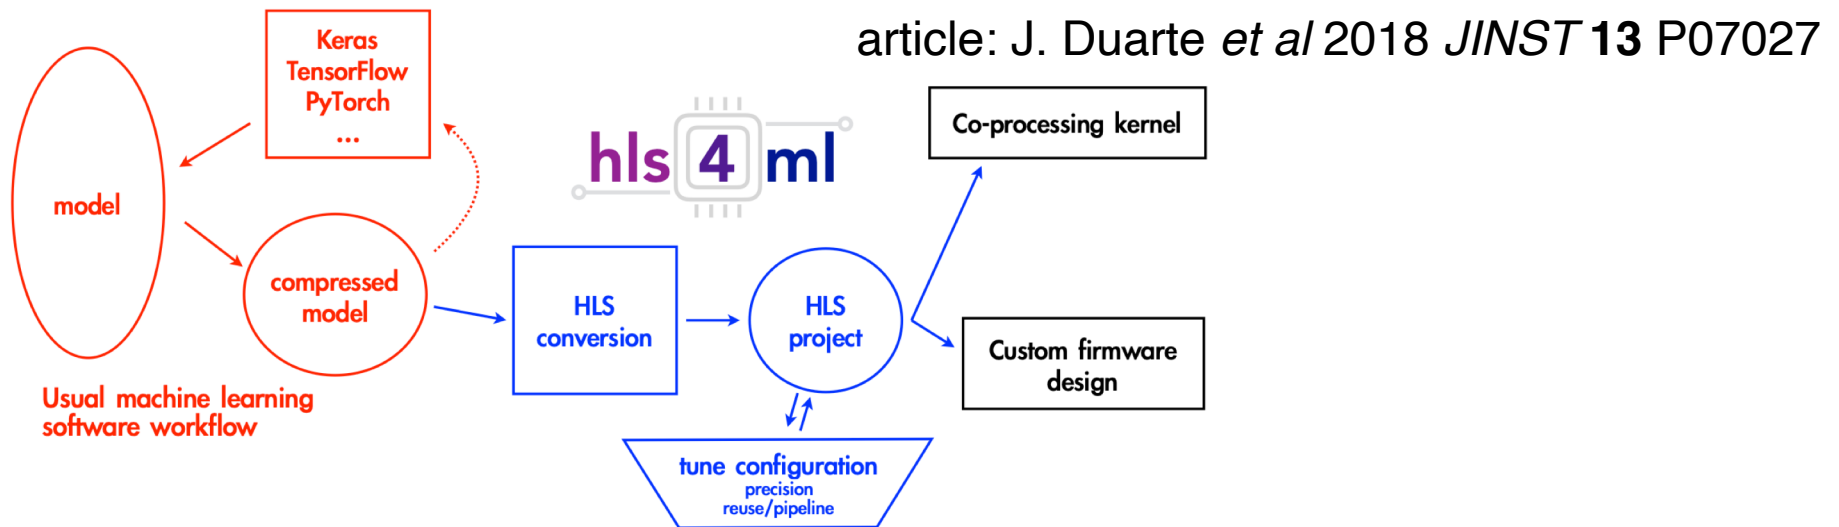 article: J. Duarte et al 2018 JINST 13 P07027
Keras
TensorFlow
PyTorch
...
hls 4 ml
Co-processing kernel
model
compressed
model
HLS
conversion
HLS
project
Custom firmware
design
Usual machine learning
software workflow
tune configuration
precision
reuse/pipeline